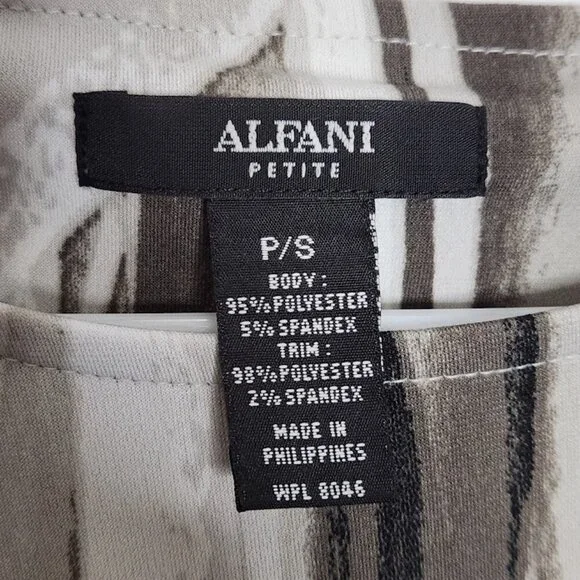 ALFANI
PETITE
P/S
BODY:
95% POLYESTER
5% SPANDEX
TRIM:
98% POLYESTER
2% SPANDEX
MADE IN
PHILIPPINES
WPL 8046